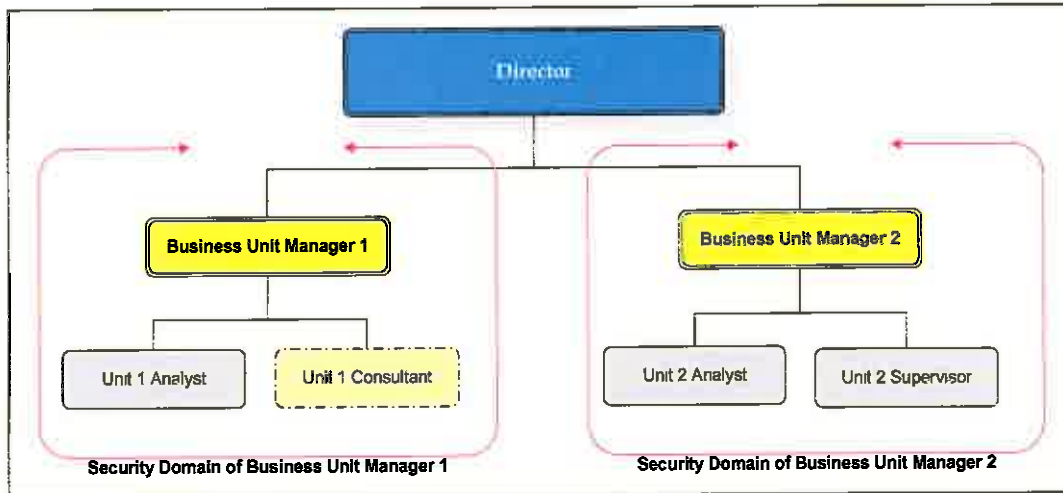 Director
Business Unit Manager 1
Business Unit Manager 2
Unit 1 Analyst
Unit 1 Consultant
Unit 2 Analyst
Unit 2 Supervisor
Security Domain of Business Unit Manager 1
Security Domain of Business Unit Manager 2